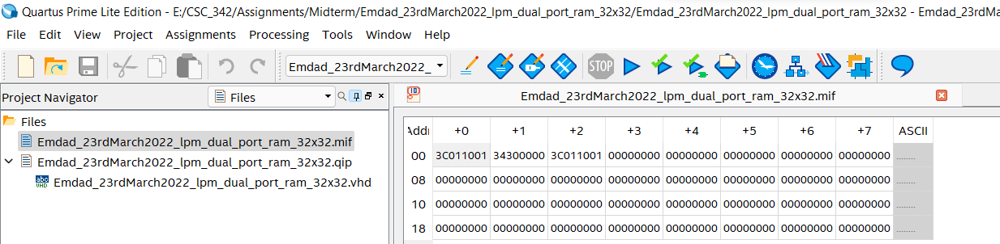 Quartus Prime Lite Edition - E:/CSC_342/Assignments/Midterm/Emdad_23rdMarch2022_lpm_dual_port_ram_32x32/Emdad_23rdMarch2022_lpm_dual_port_ram_32x32 - Emdad_23rdMar
File Edit View Project Assignments Processing Tools Window Help
Emdad_23rdMarch2022_
STOP
Project Navigator
Files
Emdad_23rdMarch2022_lpm_dual_port_ram_32x32.mif
Files
Emdad_23rdMarch2022_lpm_dual_port_ram_32x32.mif
Emdad_23rdMarch2022_lpm_dual_port_ram_32x32.qip
abc VHD Emdad_23rdMarch2022_lpm_dual_port_ram_32x32.vhd
Addr +0 +1 +2 +3 +4 +5 +6 +7 ASCII
00 3C011001 34300000 3C011001 00000000 00000000 00000000 00000000 00000000 ........
08 00000000 00000000 00000000 00000000 00000000 00000000 00000000 00000000 ........
10 00000000 00000000 00000000 00000000 00000000 00000000 00000000 00000000 ........
18 00000000 00000000 00000000 00000000 00000000 00000000 00000000 00000000 ........